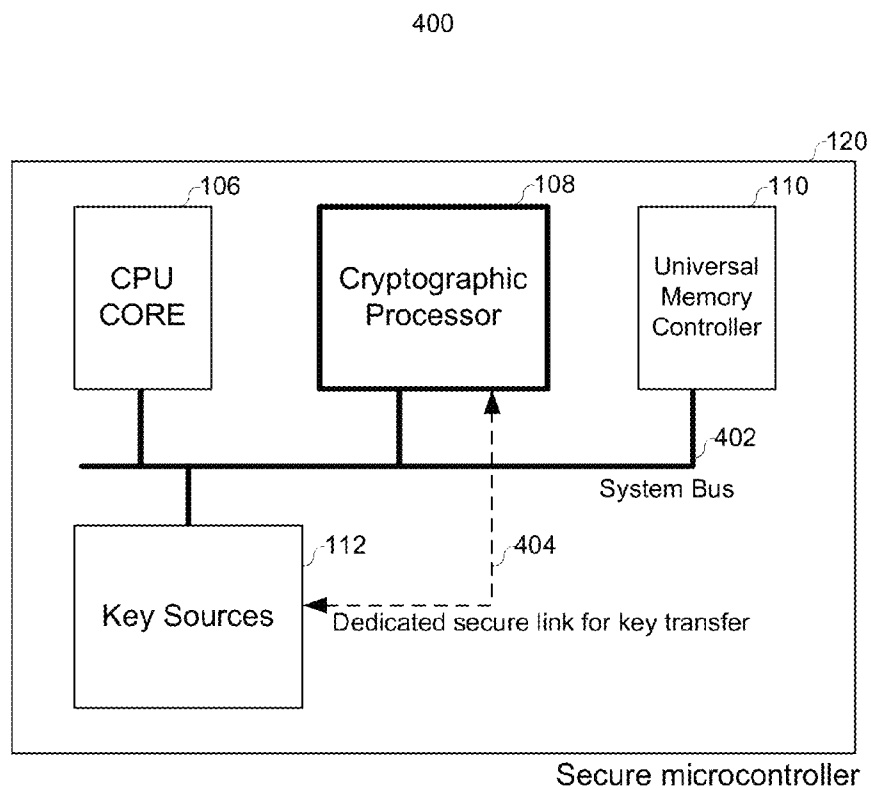 400
120
106
108
110
CPU
CORE
Cryptographic
Processor
Universal
Memory
Controller
402
System Bus
112
404
Key Sources
Dedicated secure link for key transfer
Secure microcontroller